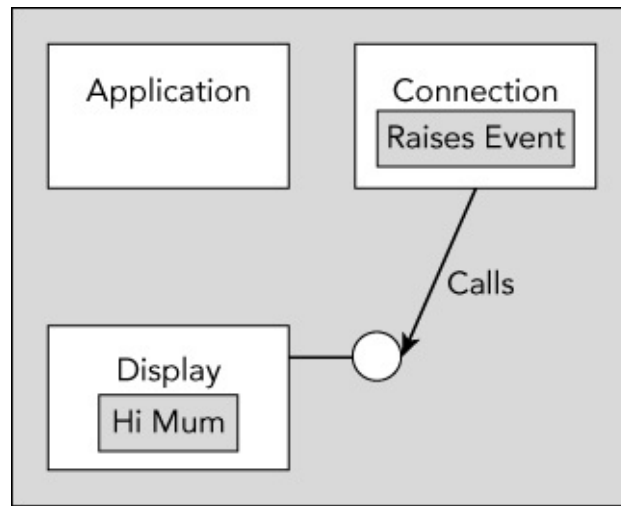 Application
Connection
Raises Event
Calls
Display
Hi Mum